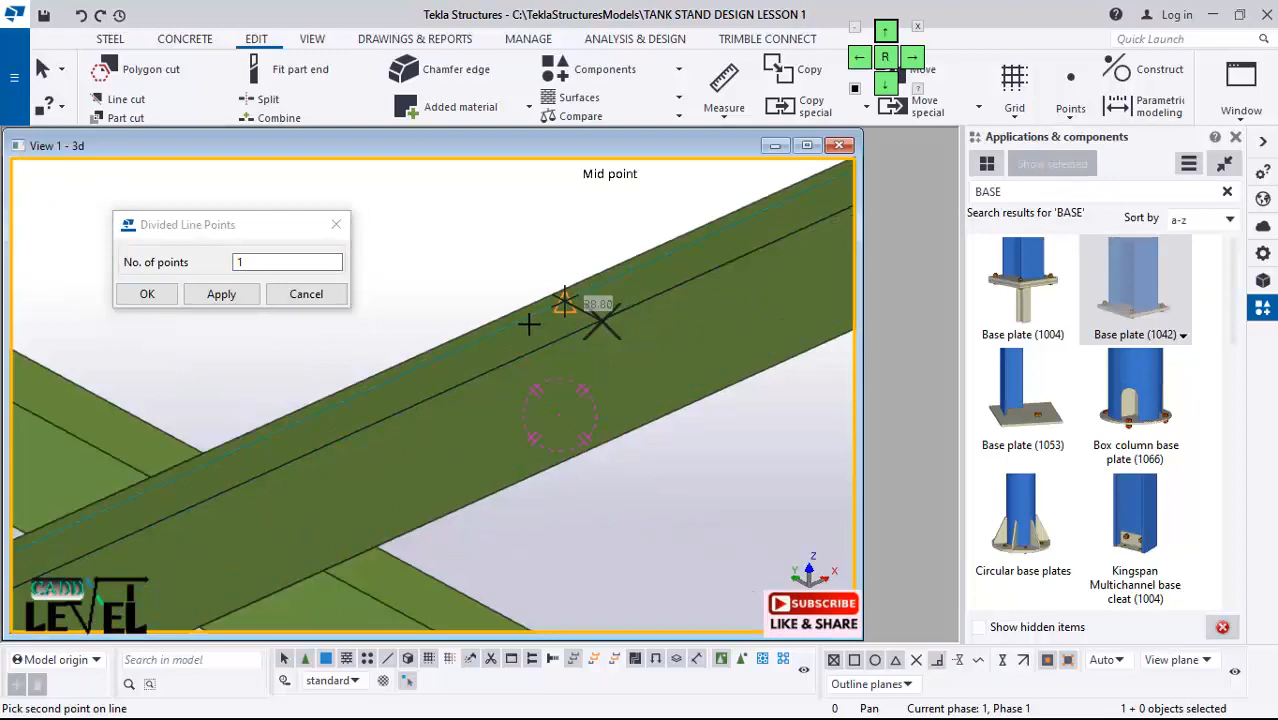 Tekla Structures - C:\TeklaStructuresModels\TANK STAND DESIGN LESSON 1
Log in
STEEL
CONCRETE
EDIT
VIEW
DRAWINGS & REPORTS
MANAGE
ANALYSIS & DESIGN
TRIMBLE CONNECT
Quick Launch
Polygon cut
Fit part end
Chamfer edge
Components
Copy
R
Move
Construct
Line cut
Split
Added material
Surfaces
Measure
Copy special
Move special
Grid
Points
Parametric modeling
Window
Part cut
Combine
Compare
View 1 - 3d
Applications & components
Show selected
BASE
Search results for 'BASE'
Sort by
a-z
Mid point
Divided Line Points
No. of points
1
OK
Apply
Cancel
Base plate (1004)
Base plate (1042)
Base plate (1053)
Box column base plate (1066)
Circular base plates
Kingspan Multichannel base cleat (1004)
Z
Y
X
CADD
LEVEL
SUBSCRIBE
LIKE & SHARE
Show hidden items
Model origin
Search in model
standard
Auto
View plane
Outline planes
Pick second point on line
0
Pan
Current phase: 1, Phase 1
1 + 0 objects selected